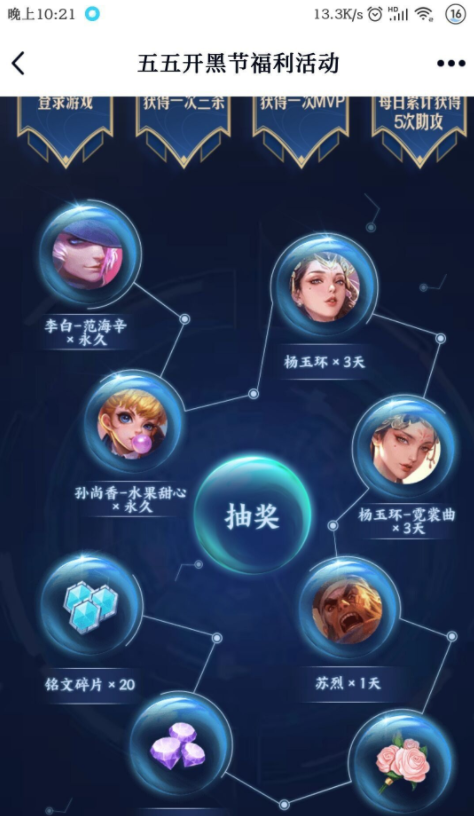 晚上10:21
13.3K/s
HD
16
五五开黑节福利活动
登录游戏
获得一次三杀
获得一次MVP
每日累计获得
5次助攻
李白-范海辛
×永久
杨玉环×3天
孙尚香-水果甜心
×永久
抽奖
杨玉环-霓裳曲
×3天
铭文碎片×20
苏烈×1天